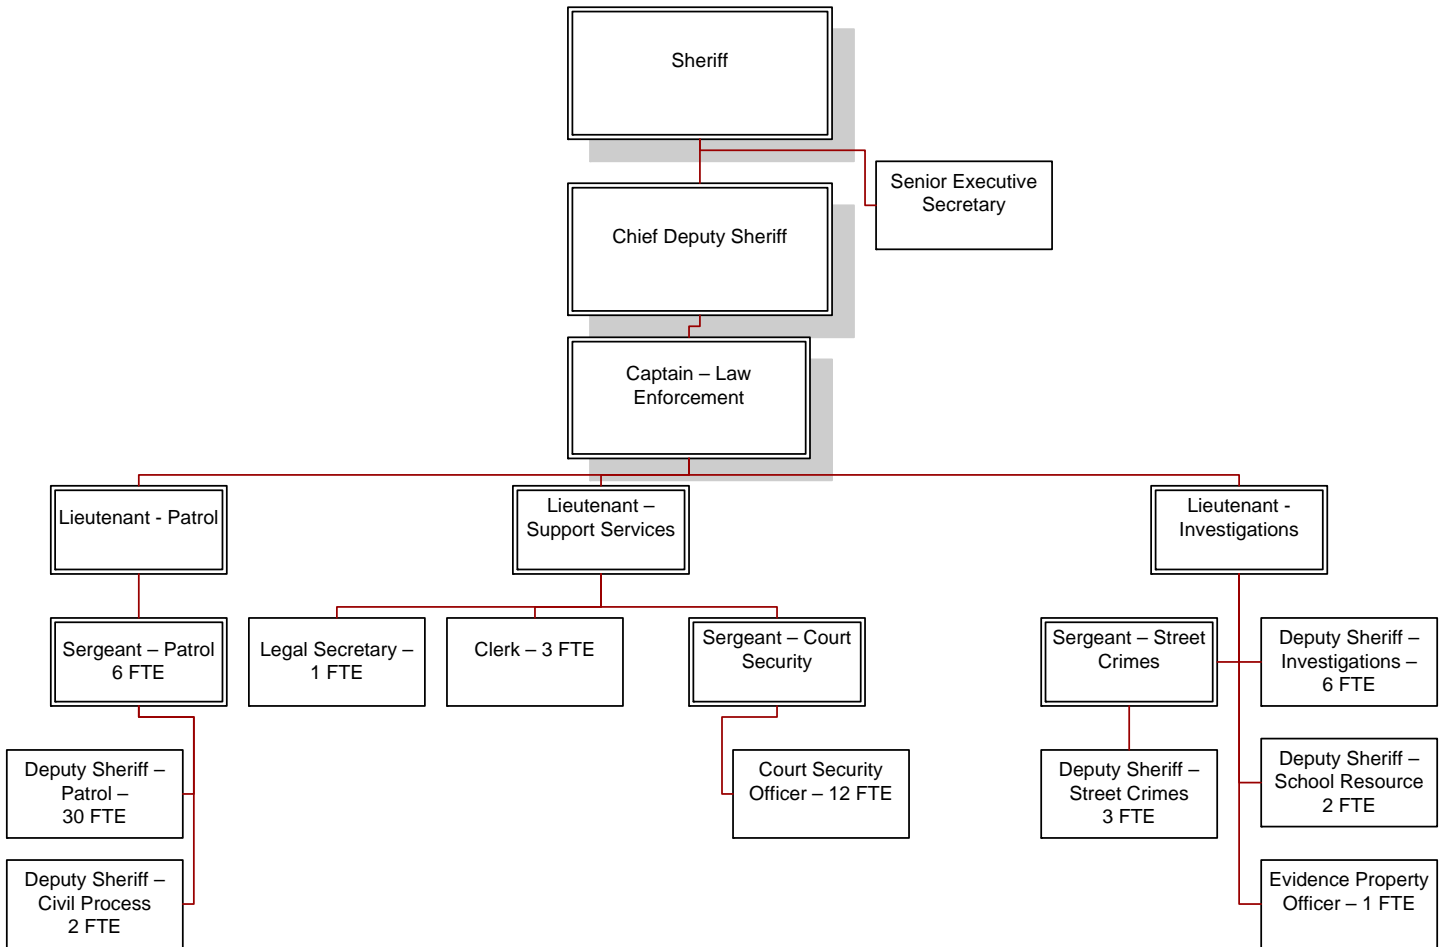 Sheriff
Senior Executive
Secretary
Chief Deputy Sheriff
Captain – Law
Enforcement
Lieutenant - Patrol
Lieutenant –
Support Services
Lieutenant -
Investigations
Sergeant – Patrol
6 FTE
Legal Secretary –
1 FTE
Clerk – 3 FTE
Sergeant – Court
Security
Sergeant – Street
Crimes
Deputy Sheriff –
Investigations –
6 FTE
Deputy Sheriff –
Patrol –
30 FTE
Court Security
Officer – 12 FTE
Deputy Sheriff –
Street Crimes
3 FTE
Deputy Sheriff –
School Resource
2 FTE
Deputy Sheriff –
Civil Process
2 FTE
Evidence Property
Officer – 1 FTE